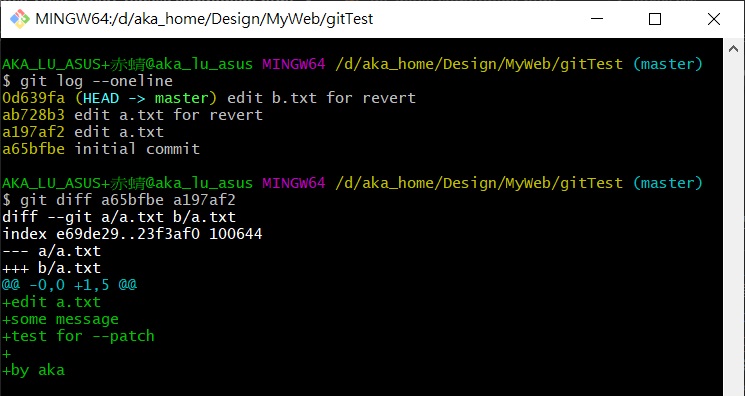 MINGW64:/d/aka_home/Design/MyWeb/gitTest
AKA_LU_ASUS+赤蜻@aka_lu_asus MINGW64 /d/aka_home/Design/MyWeb/gitTest (master)
$ git log --oneline
0d639fa (HEAD -> master) edit b.txt for revert
ab728b3 edit a.txt for revert
a197af2 edit a.txt
a65bfbe initial commit
AKA_LU_ASUS+赤蜻@aka_lu_asus MINGW64 /d/aka_home/Design/MyWeb/gitTest (master)
$ git diff a65bfbe a197af2
diff --git a/a.txt b/a.txt
index e69de29..23f3af0 100644
--- a/a.txt
+++ b/a.txt
@@ -0,0 +1,5 @@
+edit a.txt
+some message
+test for --patch
+
+by aka